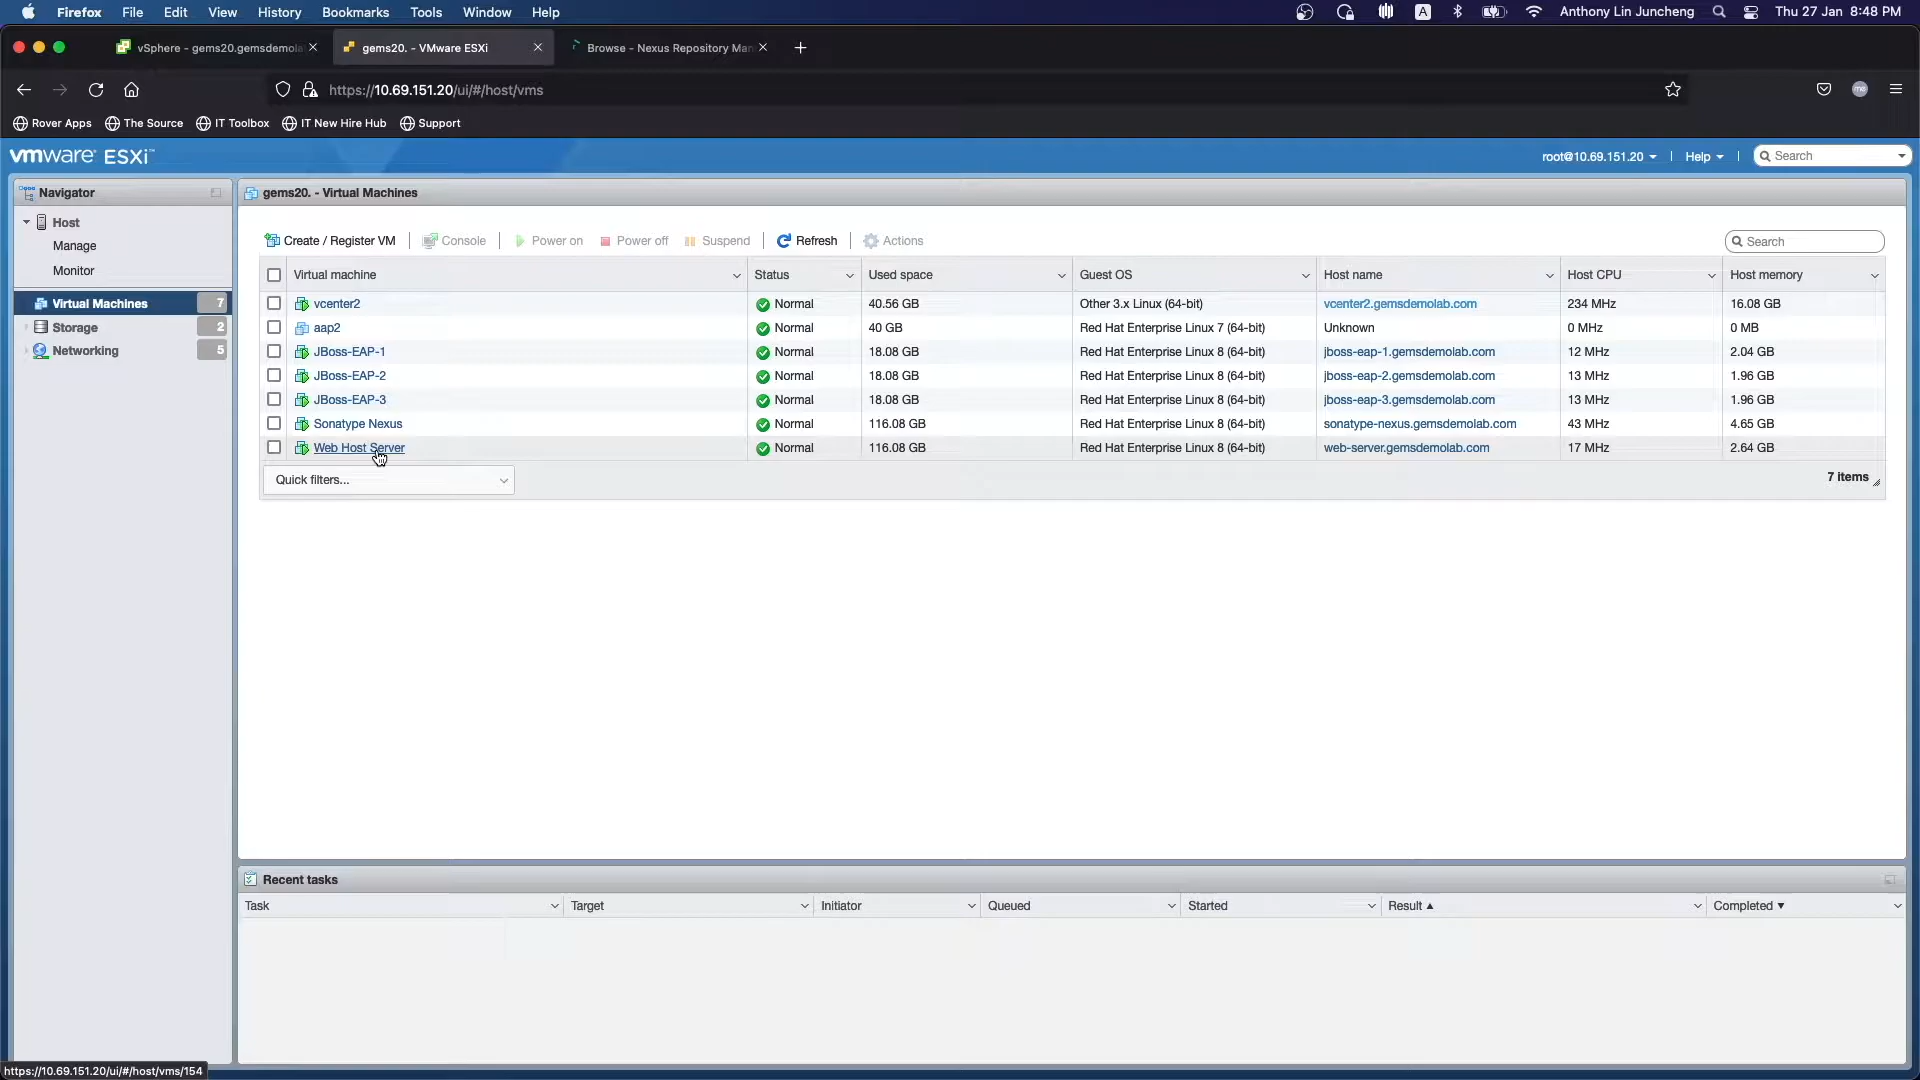 Firefox File Edit View History Bookmarks Tools Window Help A Anthony Lin Juncheng Thu 27 Jan 8:48 PM
vSphere - gems20.gemsdemola
gems20. - VMware ESXi
Browse - Nexus Repository Man
https://10.69.151.20/ui/#/host/vms
Rover Apps The Source IT Toolbox IT New Hire Hub Support
vmware ESXi™
root@10.69.151.20 | Help | Search
Navigator
gems20. - Virtual Machines
Host
Manage
Monitor
Virtual Machines 7
Storage 2
Networking 5
Create / Register VM | Console | Power on Power off Suspend | Refresh | Actions
Search
Virtual machine Status Used space Guest OS Host name Host CPU Host memory
vcenter2 Normal 40.56 GB Other 3.x Linux (64-bit) vcenter2.gemsdemolab.com 234 MHz 16.08 GB
aap2 Normal 40 GB Red Hat Enterprise Linux 7 (64-bit) Unknown 0 MHz 0 MB
JBoss-EAP-1 Normal 18.08 GB Red Hat Enterprise Linux 8 (64-bit) jboss-eap-1.gemsdemolab.com 12 MHz 2.04 GB
JBoss-EAP-2 Normal 18.08 GB Red Hat Enterprise Linux 8 (64-bit) jboss-eap-2.gemsdemolab.com 13 MHz 1.96 GB
JBoss-EAP-3 Normal 18.08 GB Red Hat Enterprise Linux 8 (64-bit) jboss-eap-3.gemsdemolab.com 13 MHz 1.96 GB
Sonatype Nexus Normal 116.08 GB Red Hat Enterprise Linux 8 (64-bit) sonatype-nexus.gemsdemolab.com 43 MHz 4.65 GB
Web Host Server Normal 116.08 GB Red Hat Enterprise Linux 8 (64-bit) web-server.gemsdemolab.com 17 MHz 2.64 GB
Quick filters...
7 items
Recent tasks
Task Target Initiator Queued Started Result ▲ Completed ▼
https://10.69.151.20/ui/#/host/vms/154